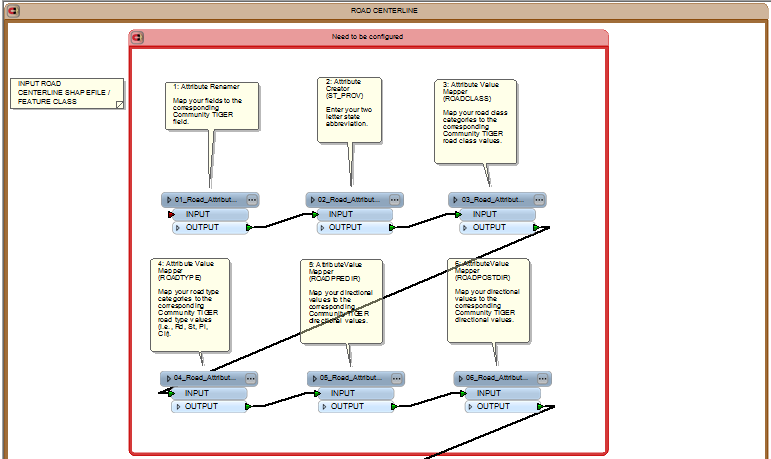 ROAD CENTERLINE
Need to be configured
INPUT ROAD
CENTERLINE SHAPEFILE /
FEATURE CLASS
1: Attribute Renamer
Map your fields to the
corresponding
Community TIGER
field.
2: Attribute
Creator
(ST_PROV)
Enter your two
letter state
abbreviation.
3: Attribute Value
Mapper
(ROADCLASS)
Map your road class
categories to the
corresponding
Community TIGER
road class values.
01_Road_Attribut...
INPUT
OUTPUT
02_Road_Attribut...
INPUT
OUTPUT
03_Road_Attribut...
INPUT
OUTPUT
4: Attribute Value
Mapper
(ROADTYPE)
Map your road type
categories to the
corresponding
Community TIGER
road type values
(i.e., Rd, St, Pl,
Cir).
5: AttributeValue
Mapper
(ROADPREDIR)
Map your directional
values to the
corresponding
Community TIGER
directional values.
6: AttributeValue
Mapper
(ROADPOSTDIR)
Map your directional
values to the
corresponding
Community TIGER
directional values.
04_Road_Attribut...
INPUT
OUTPUT
05_Road_Attribut...
INPUT
OUTPUT
06_Road_Attribut...
INPUT
OUTPUT